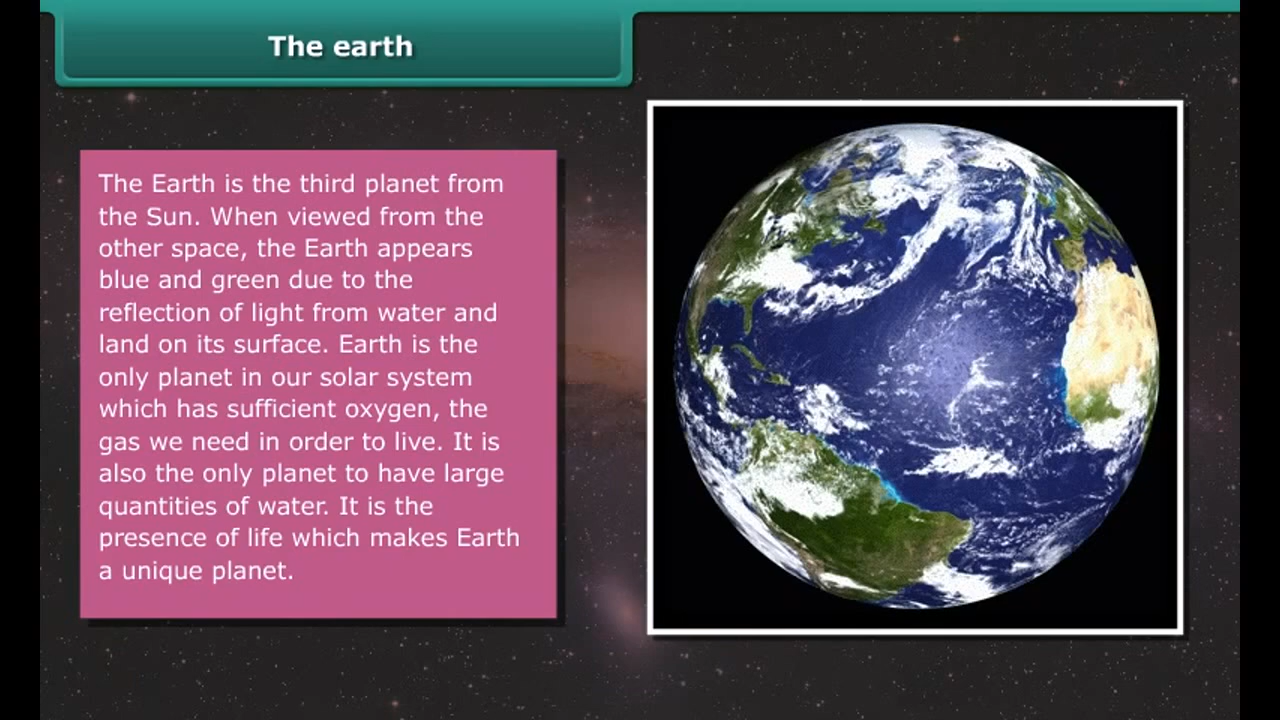 The earth
The Earth is the third planet from
the Sun. When viewed from the
other space, the Earth appears
blue and green due to the
reflection of light from water and
land on its surface. Earth is the
only planet in our solar system
which has sufficient oxygen, the
gas we need in order to live. It is
also the only planet to have large
quantities of water. It is the
presence of life which makes Earth
a unique planet.